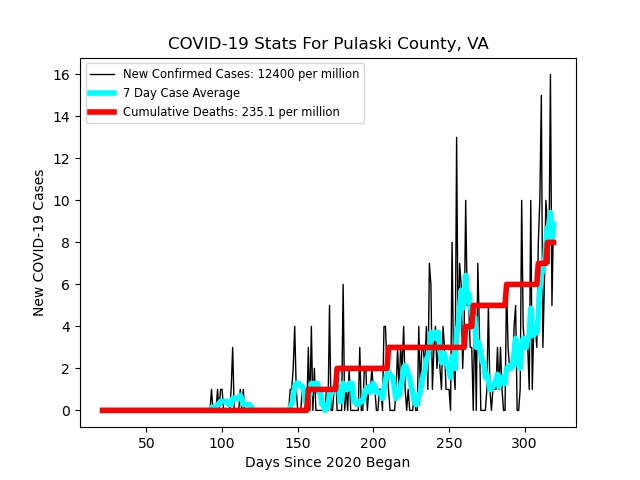 COVID-19 Stats For Pulaski County, VA
New Confirmed Cases: 12400 per million
7 Day Case Average
Cumulative Deaths: 235.1 per million
New COVID-19 Cases
16
14
12
10
8
6
4
2
0
50 100 150 200 250 300
Days Since 2020 Began